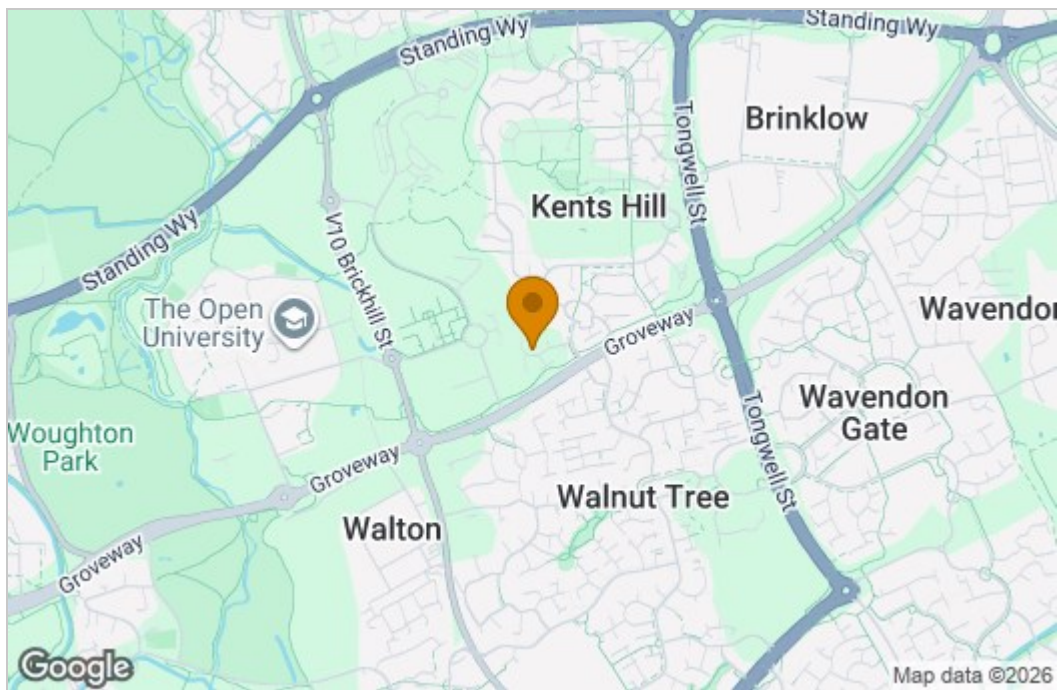 Standing Wy
Standing Wy
Brinklow
Tongwell St
Kents Hill
V10 Brickhill St
Standing Wy
The Open
University
Wavendon
Groveway
Wavendon
Gate
Tongwell St
Woughton
Park
Groveway
Walnut Tree
Walton
Groveway
Google
Map data ©2026